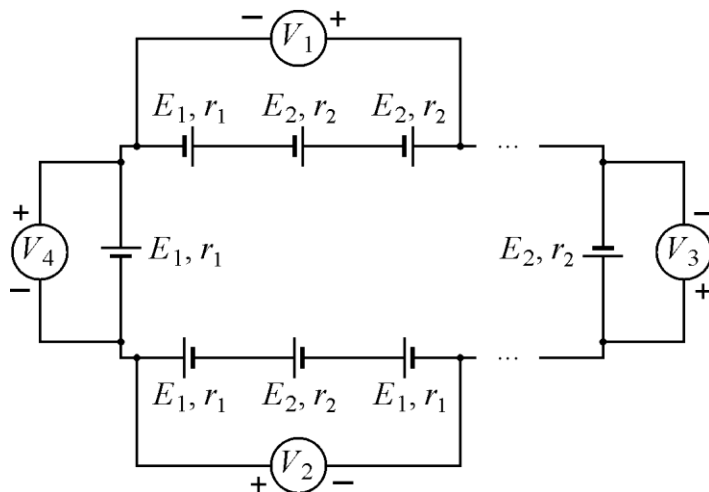 − V₁ +
E₁, r₁ E₂, r₂ E₂, r₂
...
+ −
V₄ E₁, r₁ E₂, r₂ V₃
− +
...
E₁, r₁ E₂, r₂ E₁, r₁
+ V₂ −